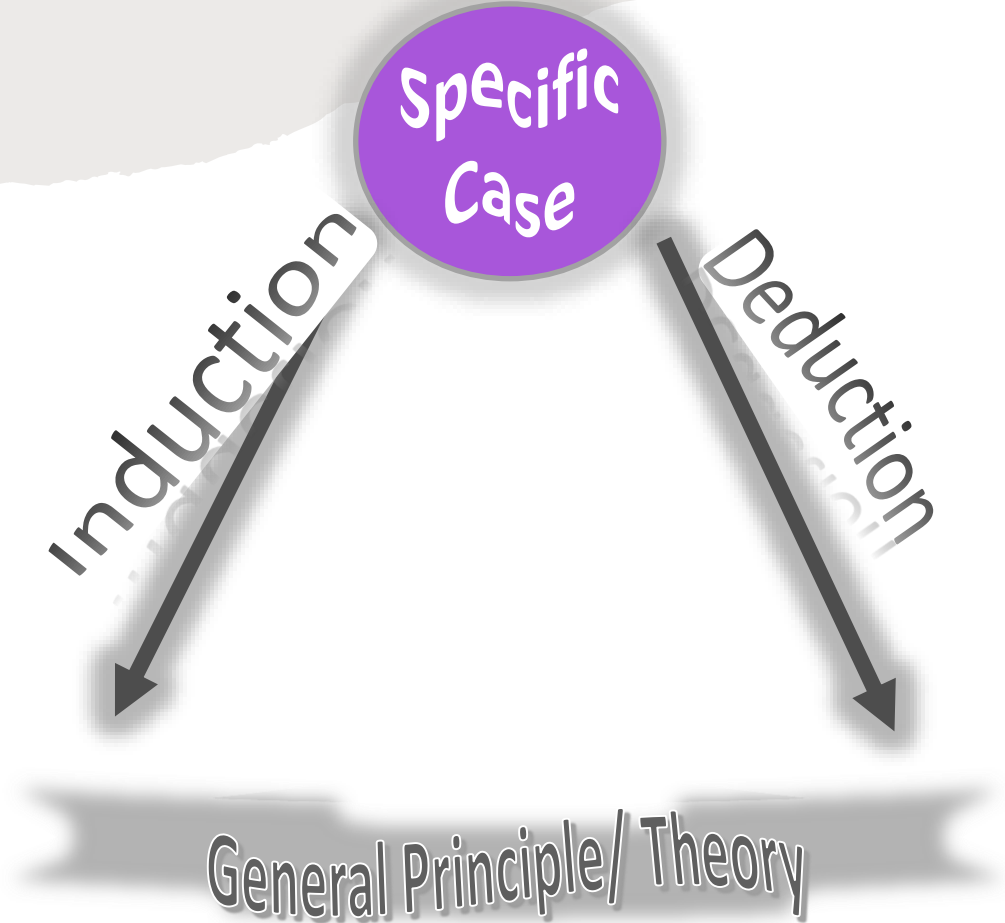 Specific
Case
Induction
Deduction
General Principle/ Theory